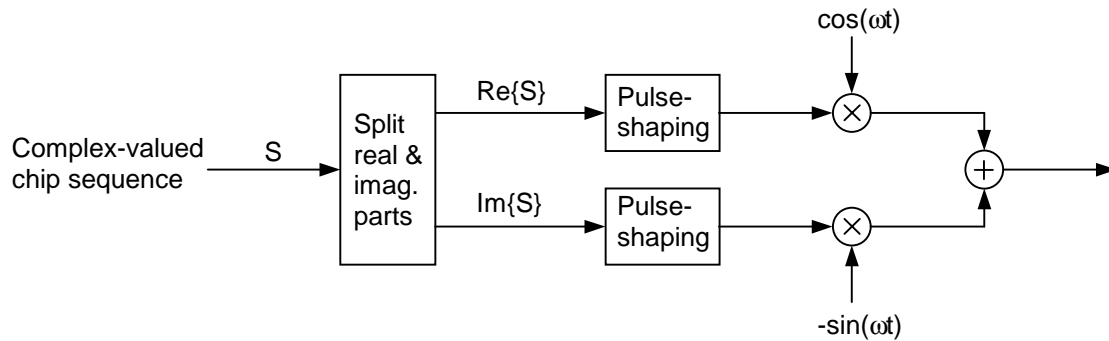 cos(ωt)
Complex-valued
chip sequence
S
Split
real &
imag.
parts
Re{S}
Pulse-
shaping
Im{S}
Pulse-
shaping
-sin(ωt)